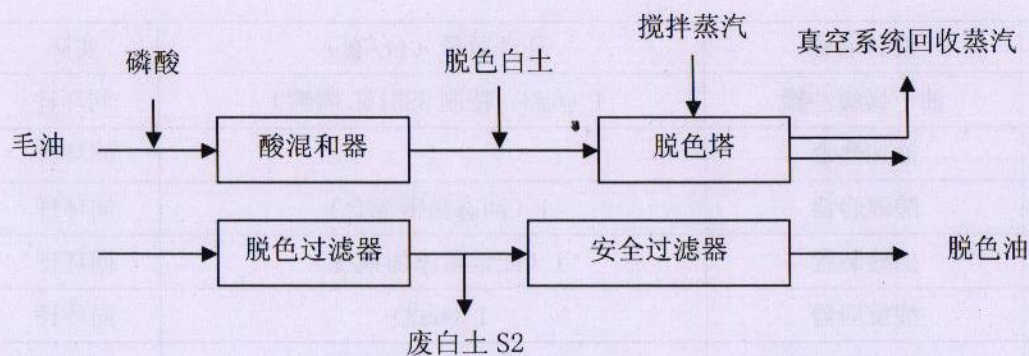 搅拌蒸汽
真空系统回收蒸汽
磷酸
脱色白土
毛油
酸混和器
脱色塔
脱色过滤器
安全过滤器
脱色油
废白土 S2